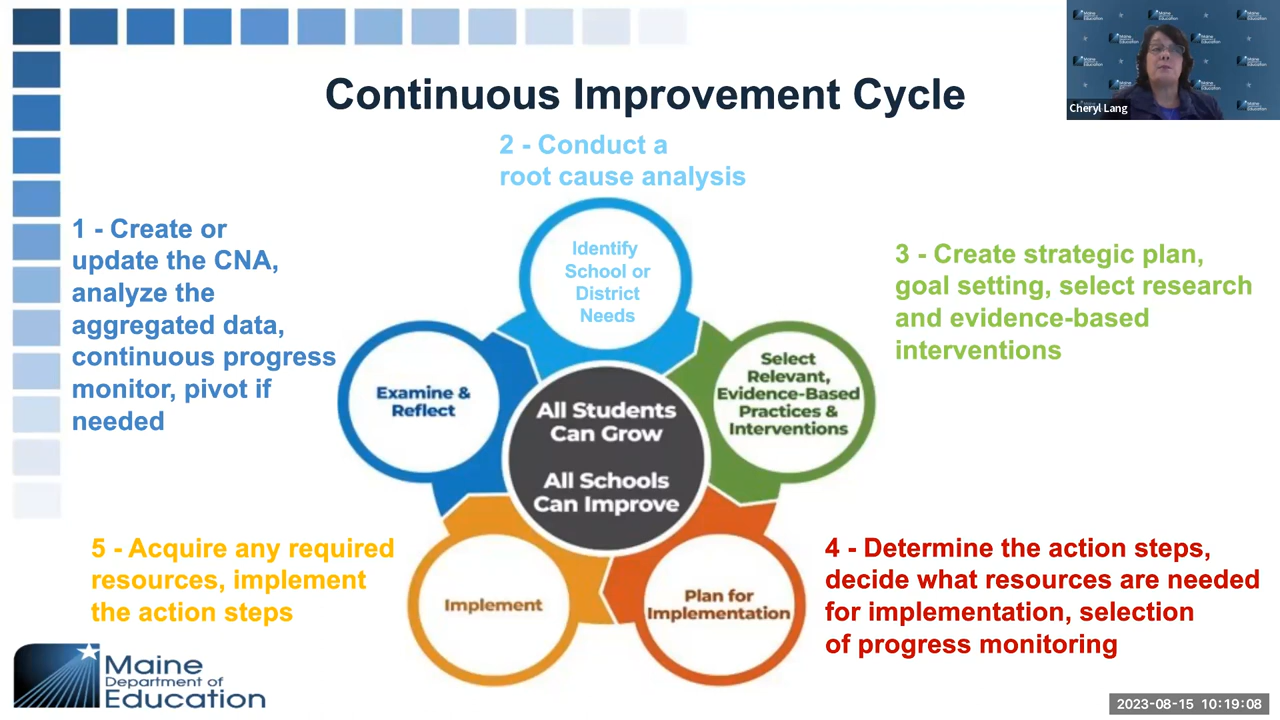 Continuous Improvement Cycle
Cheryl Lang
2 - Conduct a
root cause analysis
1 - Create or
update the CNA,
analyze the
aggregated data,
continuous progress
monitor, pivot if
needed
Identify
School or
District
Needs
3 - Create strategic plan,
goal setting, select research
and evidence-based
interventions
Examine &
Reflect
Select
Relevant,
Evidence-Based
Practices &
Interventions
All Students
Can Grow
All Schools
Can Improve
5 - Acquire any required
resources, implement
the action steps
Implement
Plan for
Implementation
4 - Determine the action steps,
decide what resources are needed
for implementation, selection
of progress monitoring
Maine
Department of
Education
2023-08-15 10:19:08